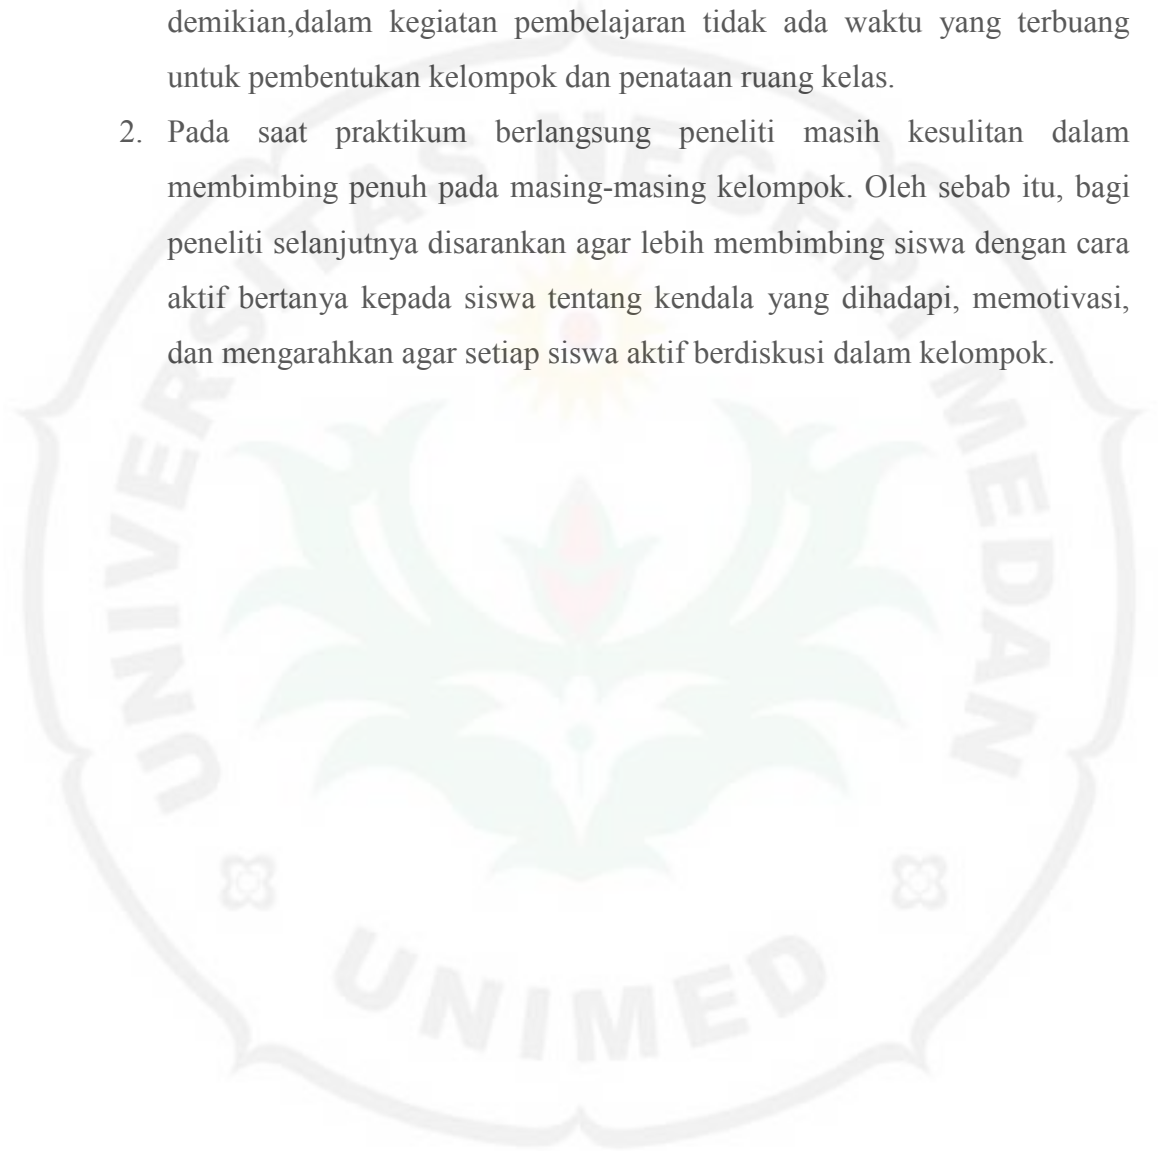 demikian,dalam kegiatan pembelajaran tidak ada waktu yang terbuang
untuk pembentukan kelompok dan penataan ruang kelas.
2. Pada saat praktikum berlangsung peneliti masih kesulitan dalam
membimbing penuh pada masing-masing kelompok. Oleh sebab itu, bagi
peneliti selanjutnya disarankan agar lebih membimbing siswa dengan cara
aktif bertanya kepada siswa tentang kendala yang dihadapi, memotivasi,
dan mengarahkan agar setiap siswa aktif berdiskusi dalam kelompok.
UNIVERSITAS NEGERI MEDAN
UNIMED